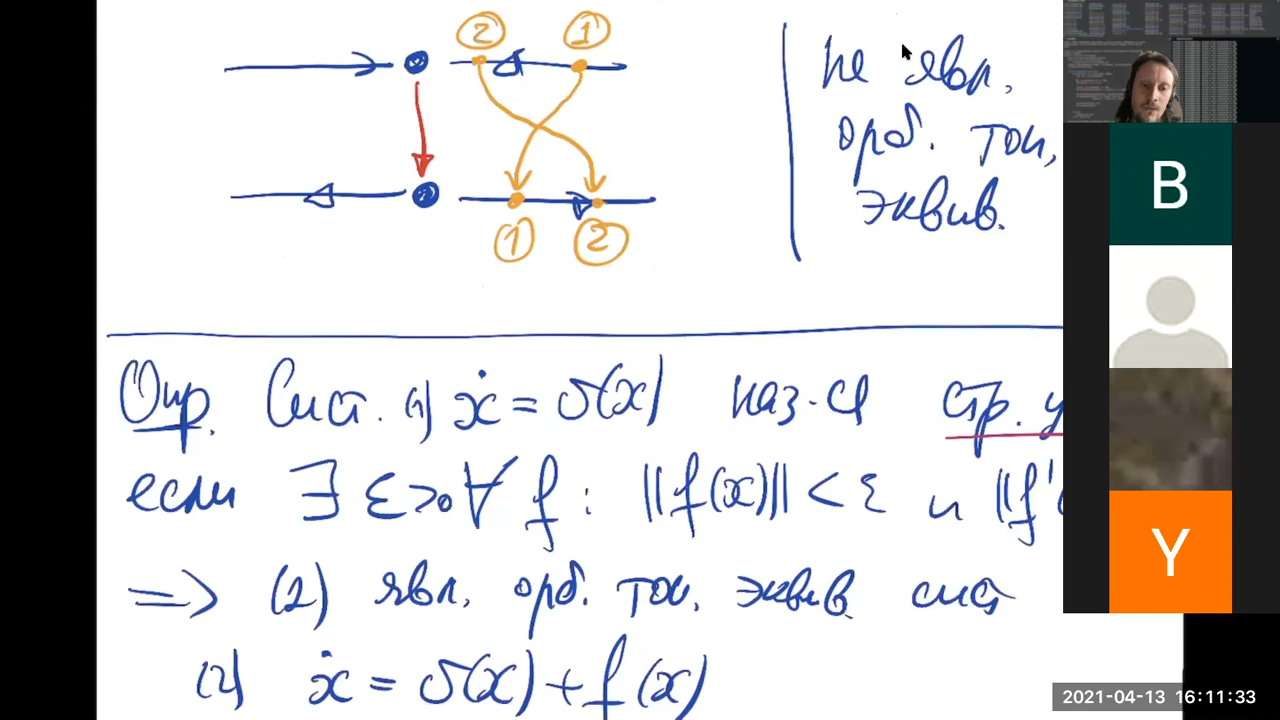 ② ①
① ②
не явл.
орб. топ.
эквив.
Опр. Сист. (1) ẋ = v(x) наз-ся стр. у
если ∃ ε>0 ∀ f : ||f(x)|| < ε и ||f'(
=> (2) явл. орб. топ. эквив. сист
(2) ẋ = v(x) + f(x)
B
Y
2021-04-13 16:11:33